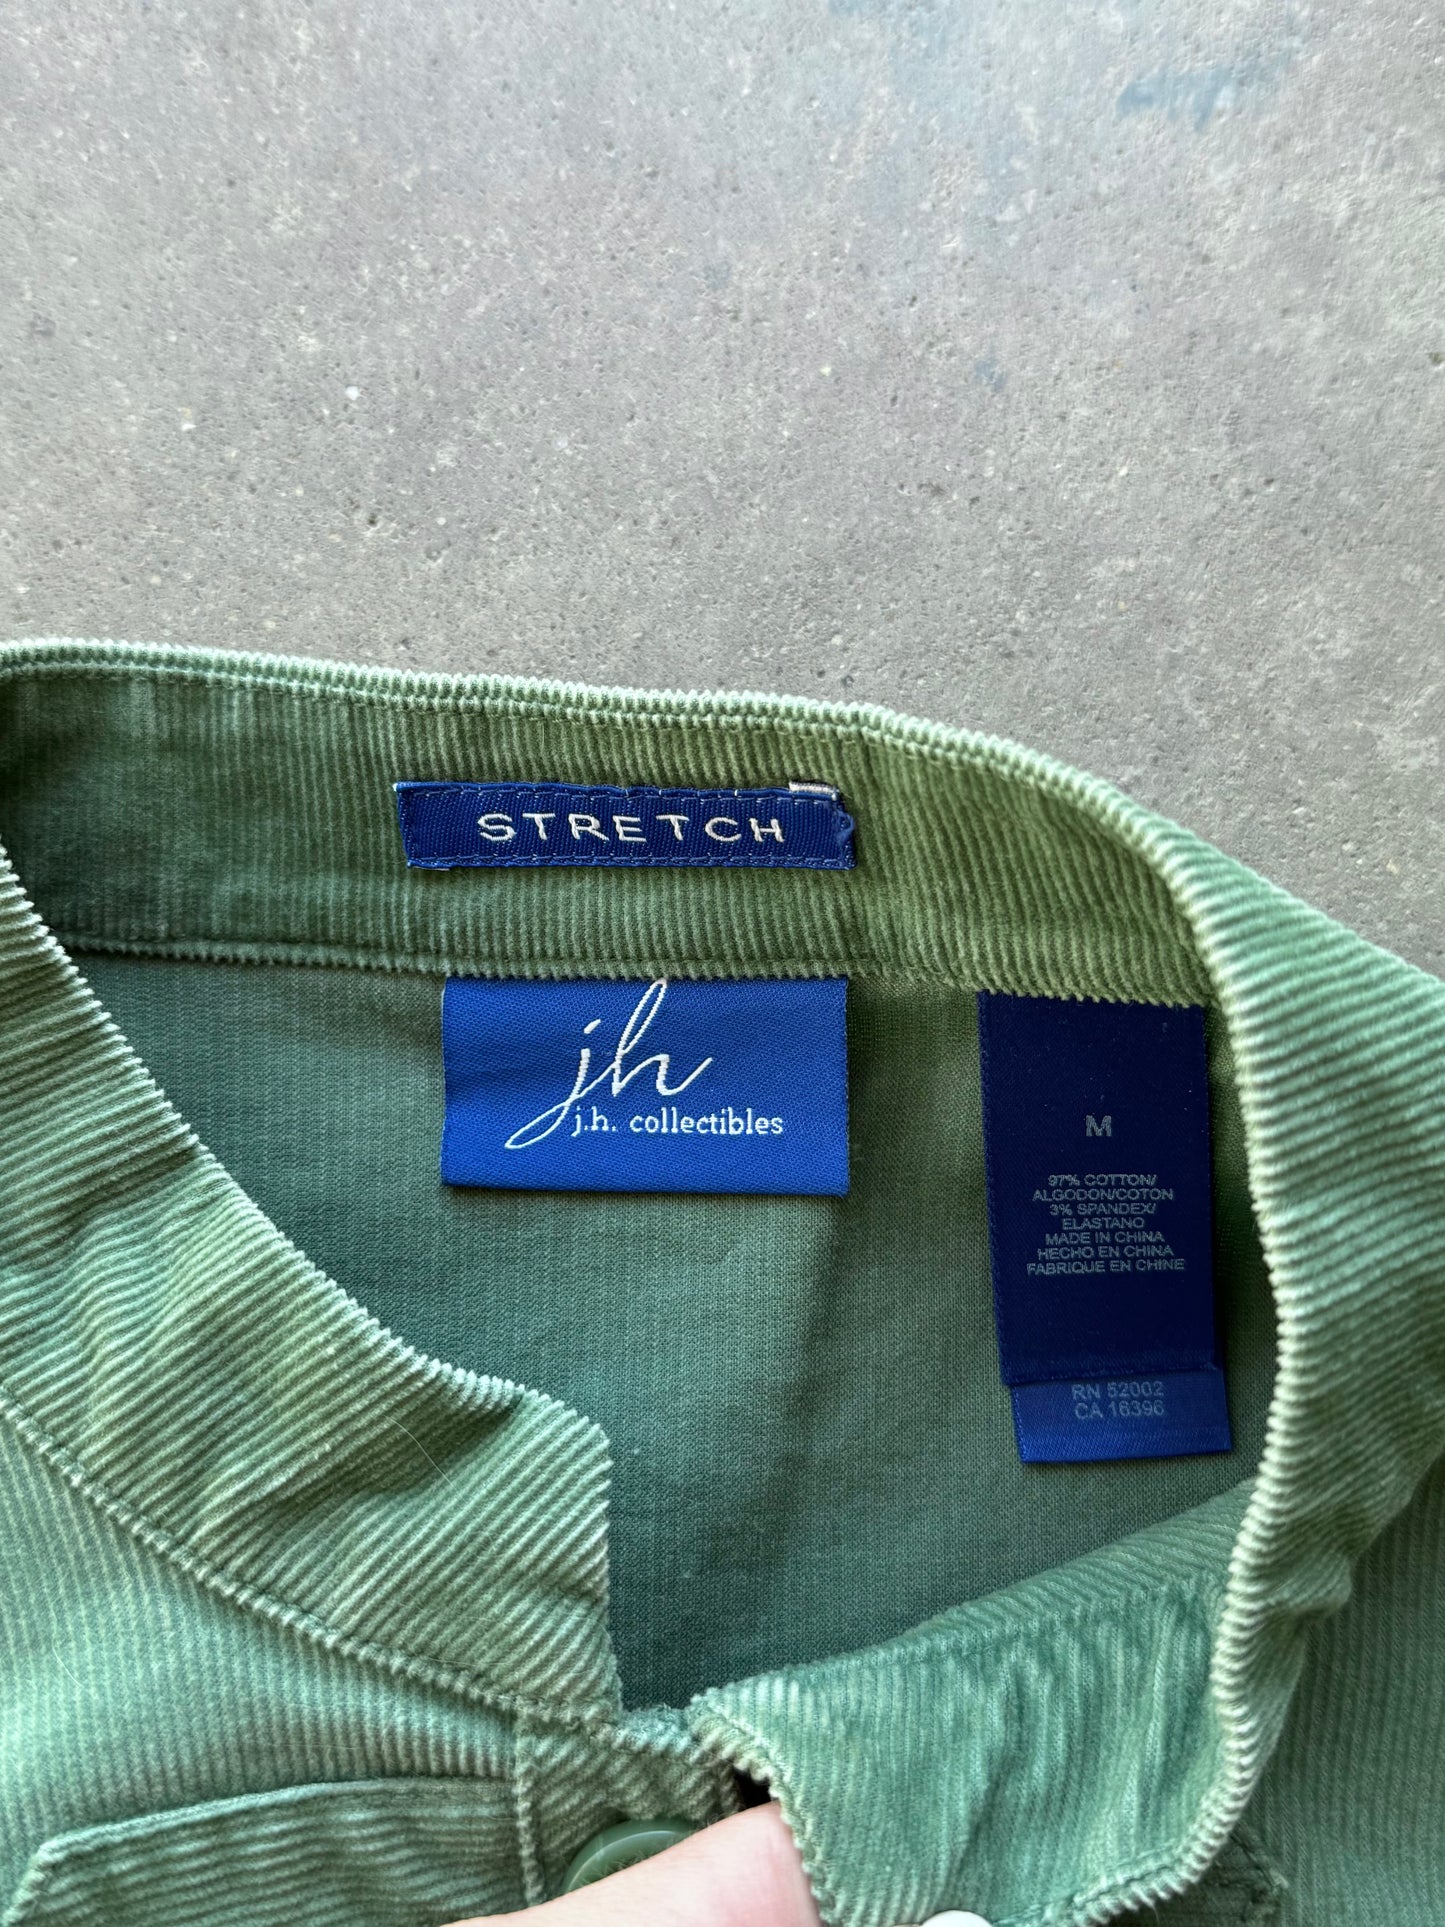 STRETCH
jh
j.h. collectibles
M
97% COTTON/
ALGODON/COTON
3% SPANDEX/
ELASTANO
MADE IN CHINA
HECHO EN CHINA
FABRIQUE EN CHINE
RN 52002
CA 16396